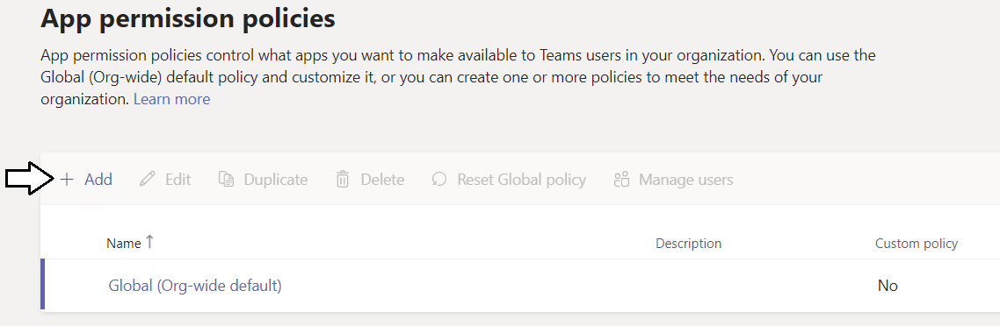 App permission policies
App permission policies control what apps you want to make available to Teams users in your organization. You can use the
Global (Org-wide) default policy and customize it, or you can create one or more policies to meet the needs of your
organization. Learn more
Add Edit Duplicate Delete Reset Global policy Manage users
Name Description Custom policy
Global (Org-wide default) No